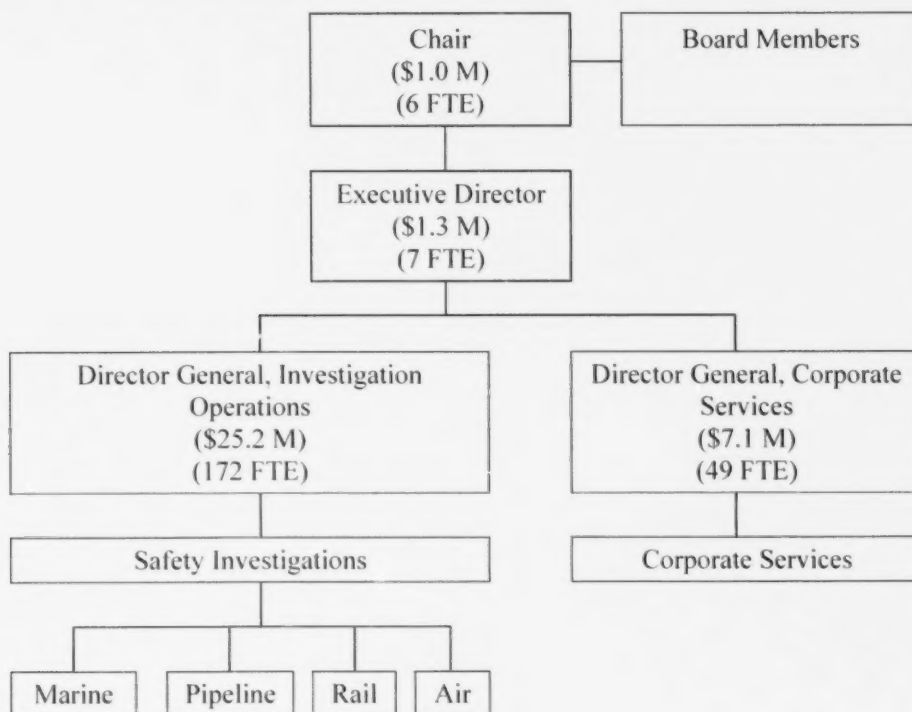 Chair
($1.0 M)
(6 FTE)
Board Members
Executive Director
($1.3 M)
(7 FTE)
Director General, Investigation
Operations
($25.2 M)
(172 FTE)
Director General, Corporate
Services
($7.1 M)
(49 FTE)
Safety Investigations
Corporate Services
Marine
Pipeline
Rail
Air